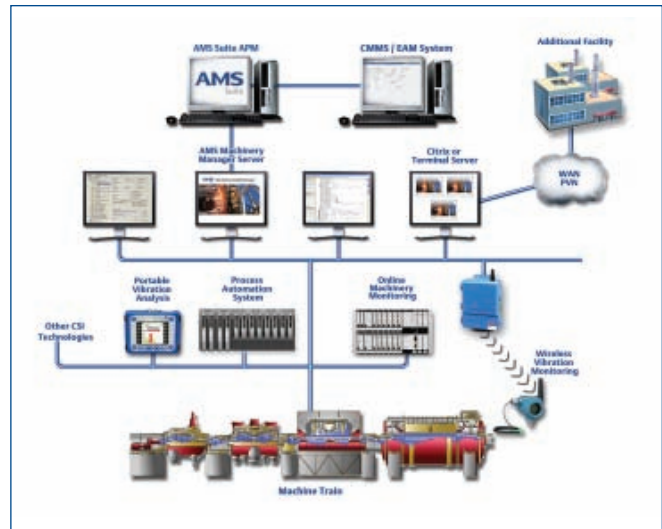 AMS Suite APM
CMMS / EAM System
Additional Facility
AMS
Suite
AMS Machinery
Manager Server
Citrix or
Terminal Server
WAN
PVN
Portable
Vibration
Analysis
Process
Automation
System
Online
Machinery
Monitoring
Other CSI
Technologies
Wireless
Vibration
Monitoring
Machine Train